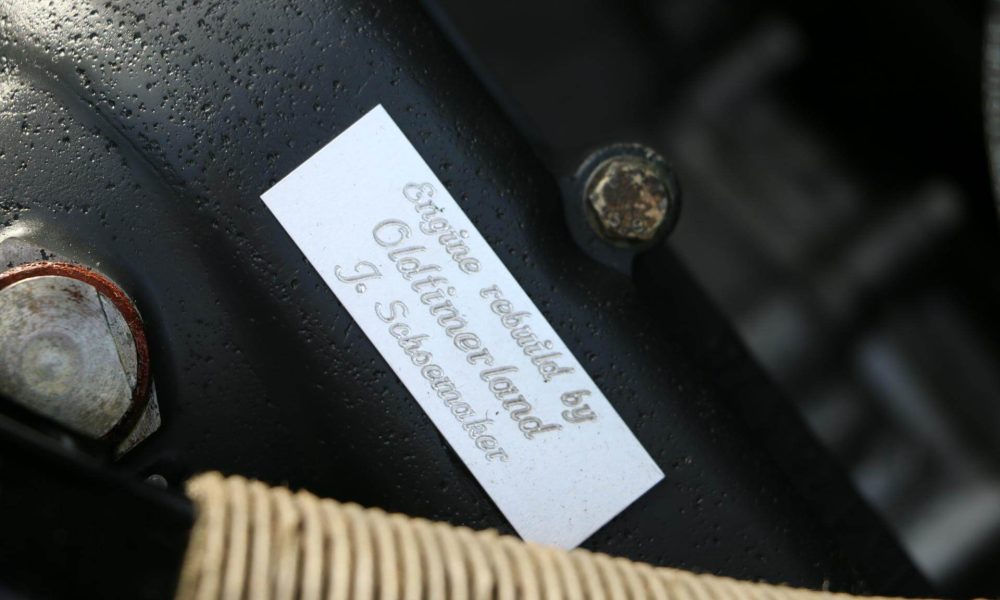 Engine rebuild by
Oldtimerland
J. Schoemaker